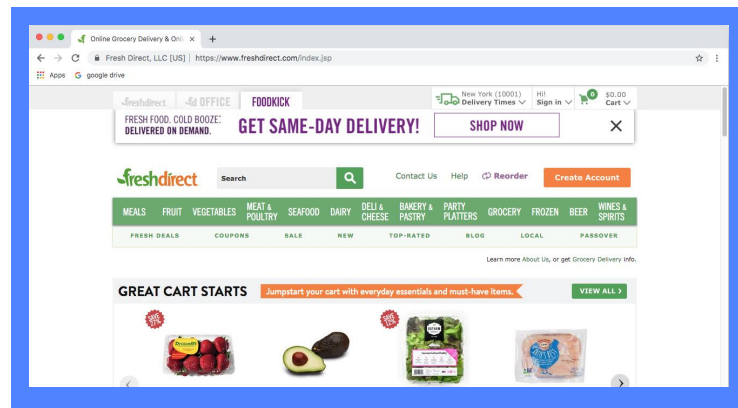 Online Grocery Delivery & Onli
Fresh Direct, LLC [US] | https://www.freshdirect.com/index.jsp
Apps G google drive
freshdirect fd OFFICE FOODKICK
New York (10001) Hi! 0 $0.00
Delivery Times Sign in Cart
FRESH FOOD. COLD BOOZE.
DELIVERED ON DEMAND.
GET SAME-DAY DELIVERY! SHOP NOW
freshdirect Search Contact Us Help Reorder Create Account
MEALS FRUIT VEGETABLES MEAT & POULTRY SEAFOOD DAIRY DELI & CHEESE BAKERY & PASTRY PARTY PLATTERS GROCERY FROZEN BEER WINES & SPIRITS
FRESH DEALS COUPONS SALE NEW TOP-RATED BLOG LOCAL PASSOVER
Learn more About Us, or get Grocery Delivery info.
GREAT CART STARTS Jumpstart your cart with everyday essentials and must-have items. VIEW ALL >
SAVE
SAVE